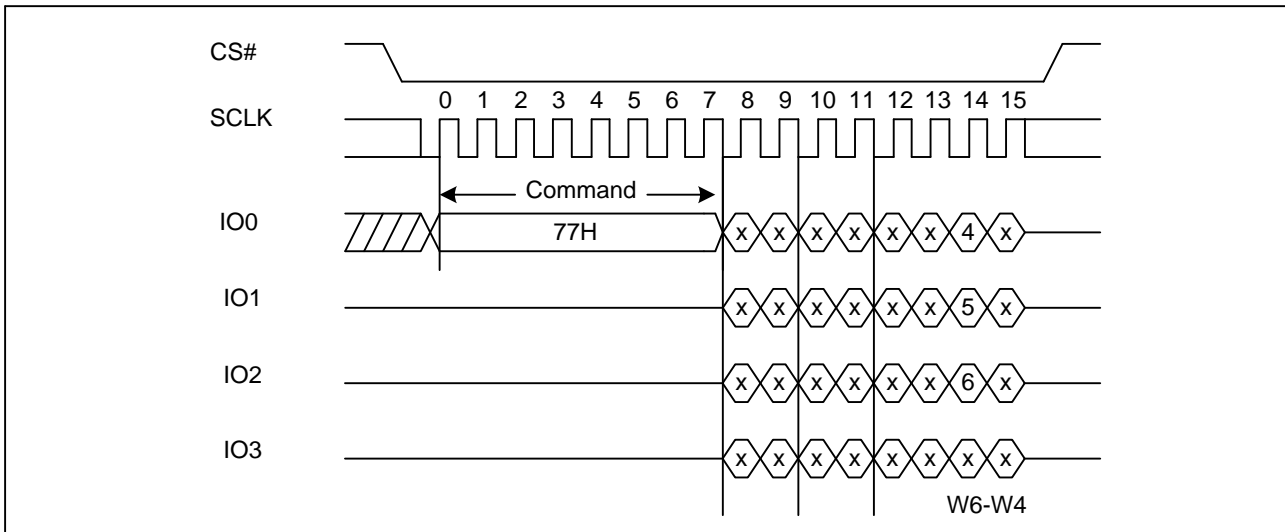 CS#
0 1 2 3 4 5 6 7 8 9 10 11 12 13 14 15
SCLK
Command
IO0
77H x x x x x x 4 x
IO1
x x x x x x 5 x
IO2
x x x x x x 6 x
IO3
x x x x x x x x
W6-W4